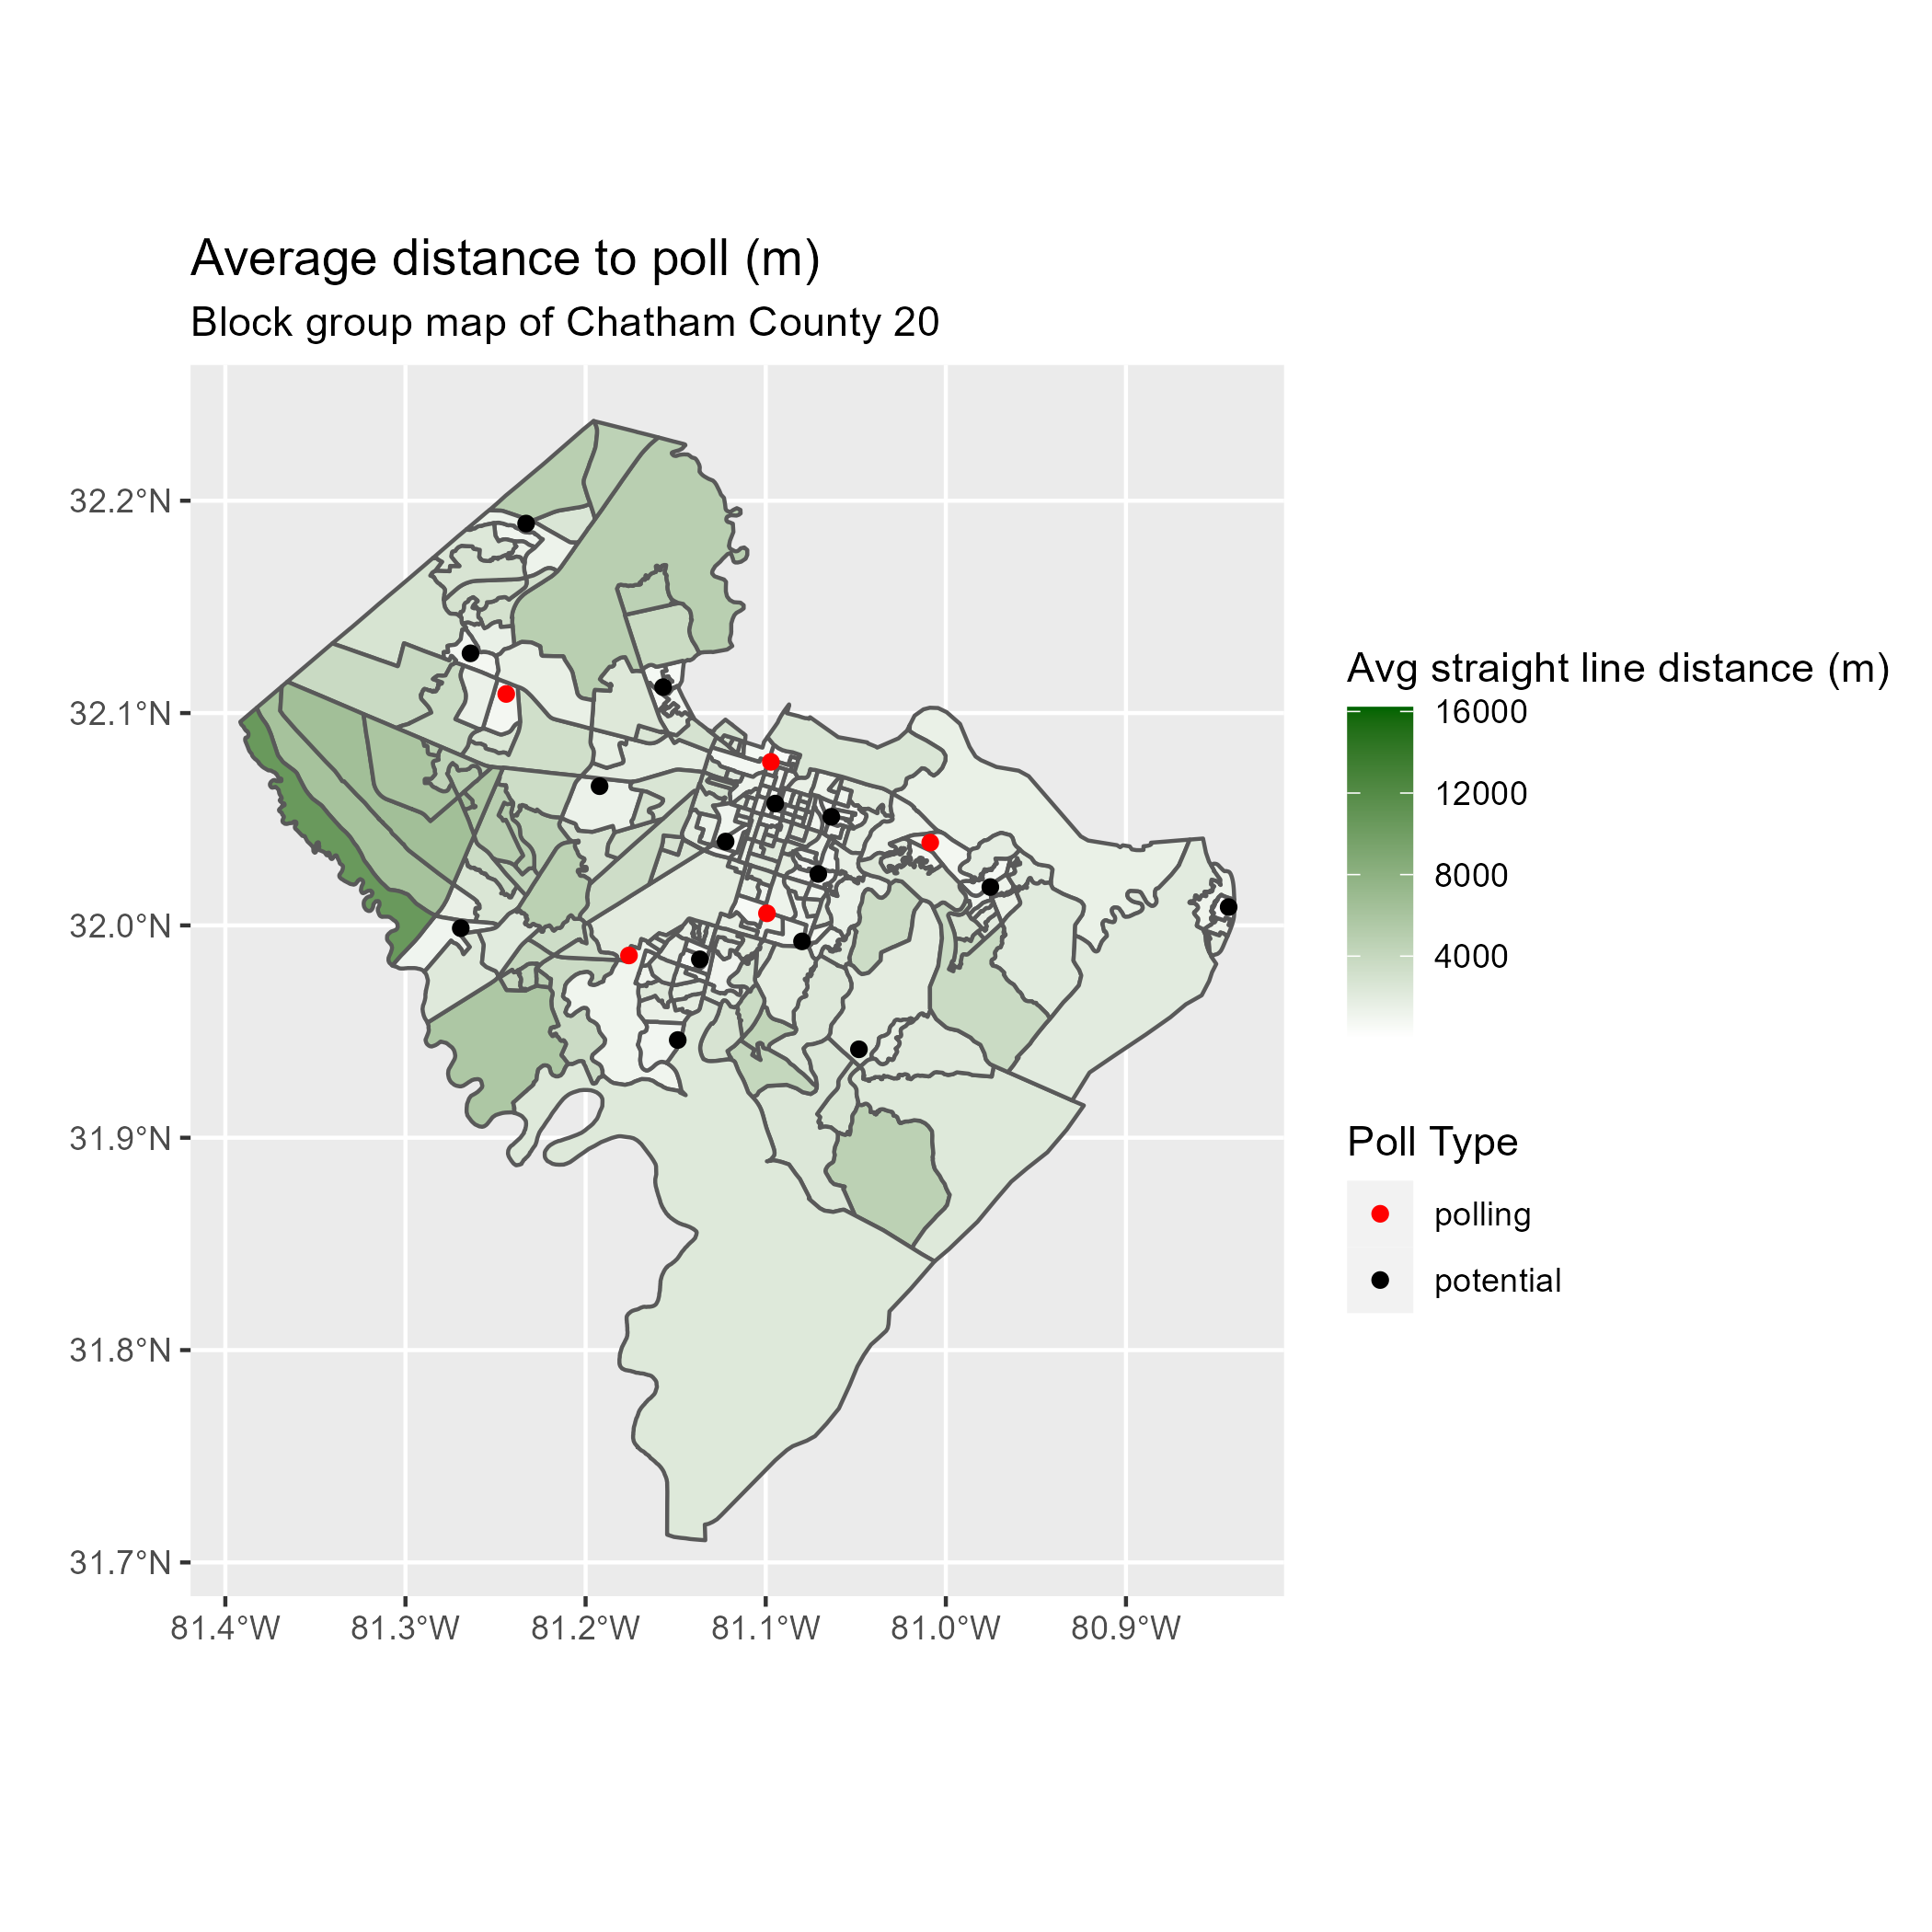 Average distance to poll (m)
Block group map of Chatham County 20
32.2°N
32.1°N
32.0°N
31.9°N
31.8°N
31.7°N
81.4°W 81.3°W 81.2°W 81.1°W 81.0°W 80.9°W
Avg straight line distance (m)
16000
12000
8000
4000
Poll Type
polling
potential